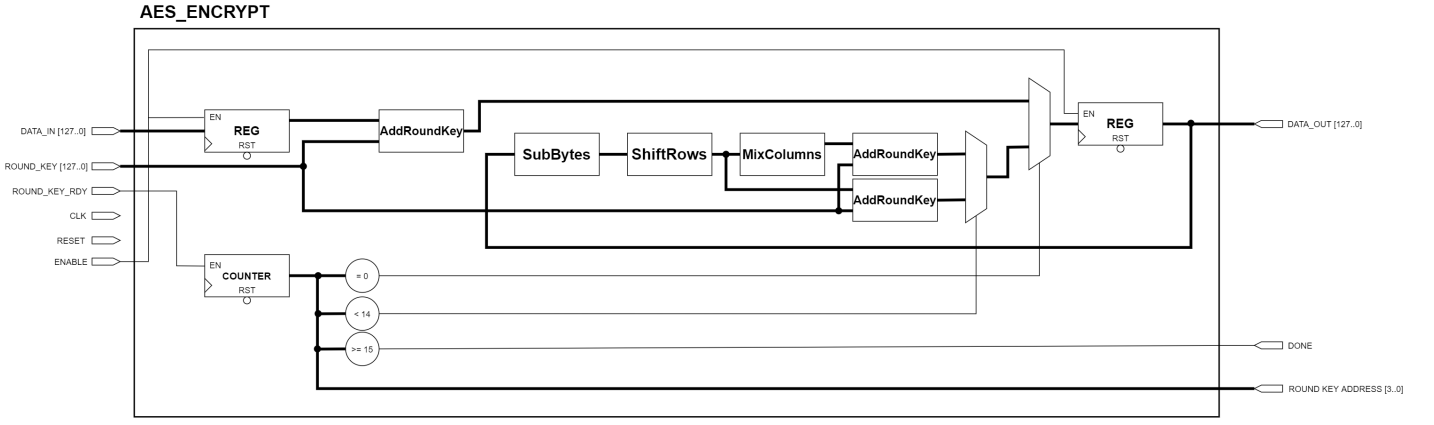 AES_ENCRYPT
EN
REG
RST
AddRoundKey
EN
REG
RST
DATA_IN [127..0]
DATA_OUT [127..0]
SubBytes
ShiftRows
MixColumns
AddRoundKey
ROUND_KEY [127..0]
ROUND_KEY_RDY
AddRoundKey
CLK
RESET
ENABLE
EN
COUNTER
RST
= 0
< 14
>= 15
DONE
ROUND KEY ADDRESS [3..0]